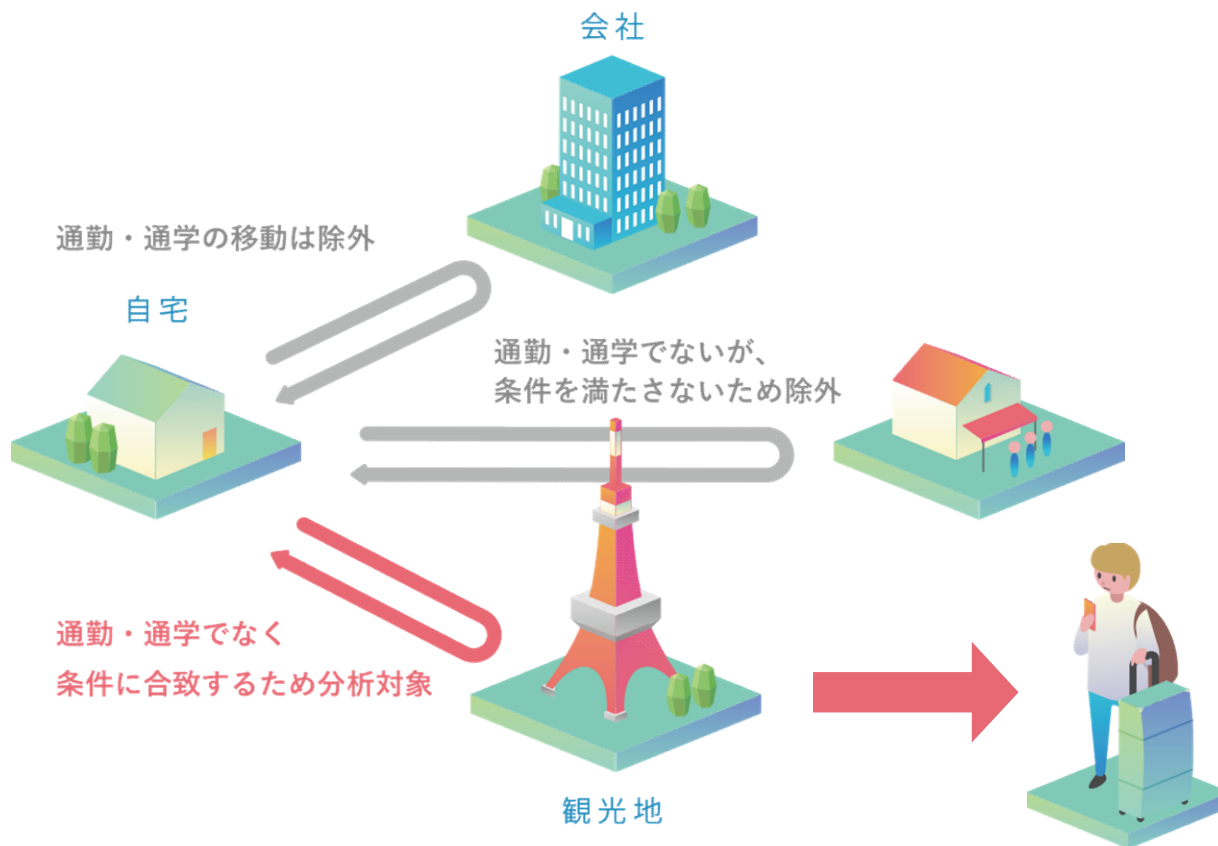 会社
通勤・通学の移動は除外
自宅
通勤・通学でないが、
条件を満たさないため除外
通勤・通学でなく
条件に合致するため分析対象
観光地